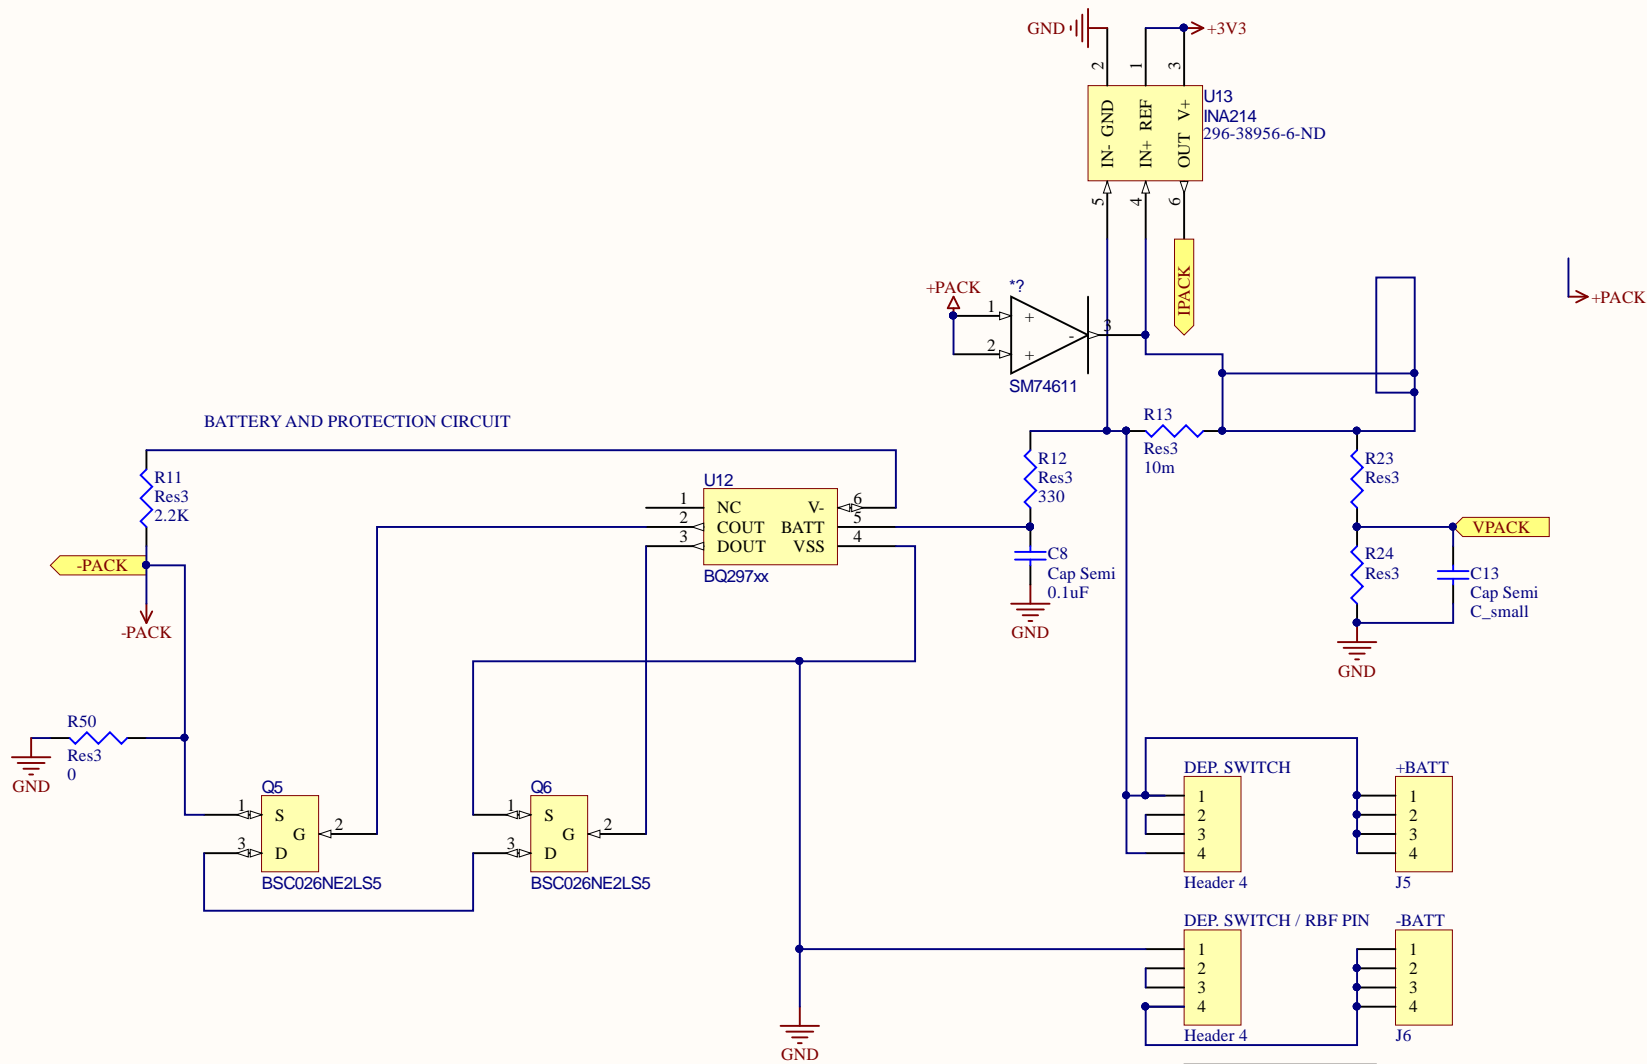 GND
+3V3
2
1
3
U13
INA214
296-38956-6-ND
IN- GND
IN+ REF
OUT V+
5
4
6
IPACK
+PACK
+PACK
*?
1
+
-
3
2
+
SM74611
BATTERY AND PROTECTION CIRCUIT
R13
Res3
10m
R11
Res3
2.2K
U12
1
NC
V-
6
2
COUT
BATT
5
3
DOUT
VSS
4
BQ297xx
R12
Res3
330
R23
Res3
VPACK
C8
Cap Semi
0.1uF
GND
R24
Res3
C13
Cap Semi
C_small
GND
-PACK
-PACK
R50
Res3
0
GND
Q5
1
S
G
2
3
D
BSC026NE2LS5
Q6
1
S
G
2
3
D
BSC026NE2LS5
DEP. SWITCH
1
2
3
4
Header 4
+BATT
1
2
3
4
J5
DEP. SWITCH / RBF PIN
1
2
3
4
Header 4
-BATT
1
2
3
4
J6
GND